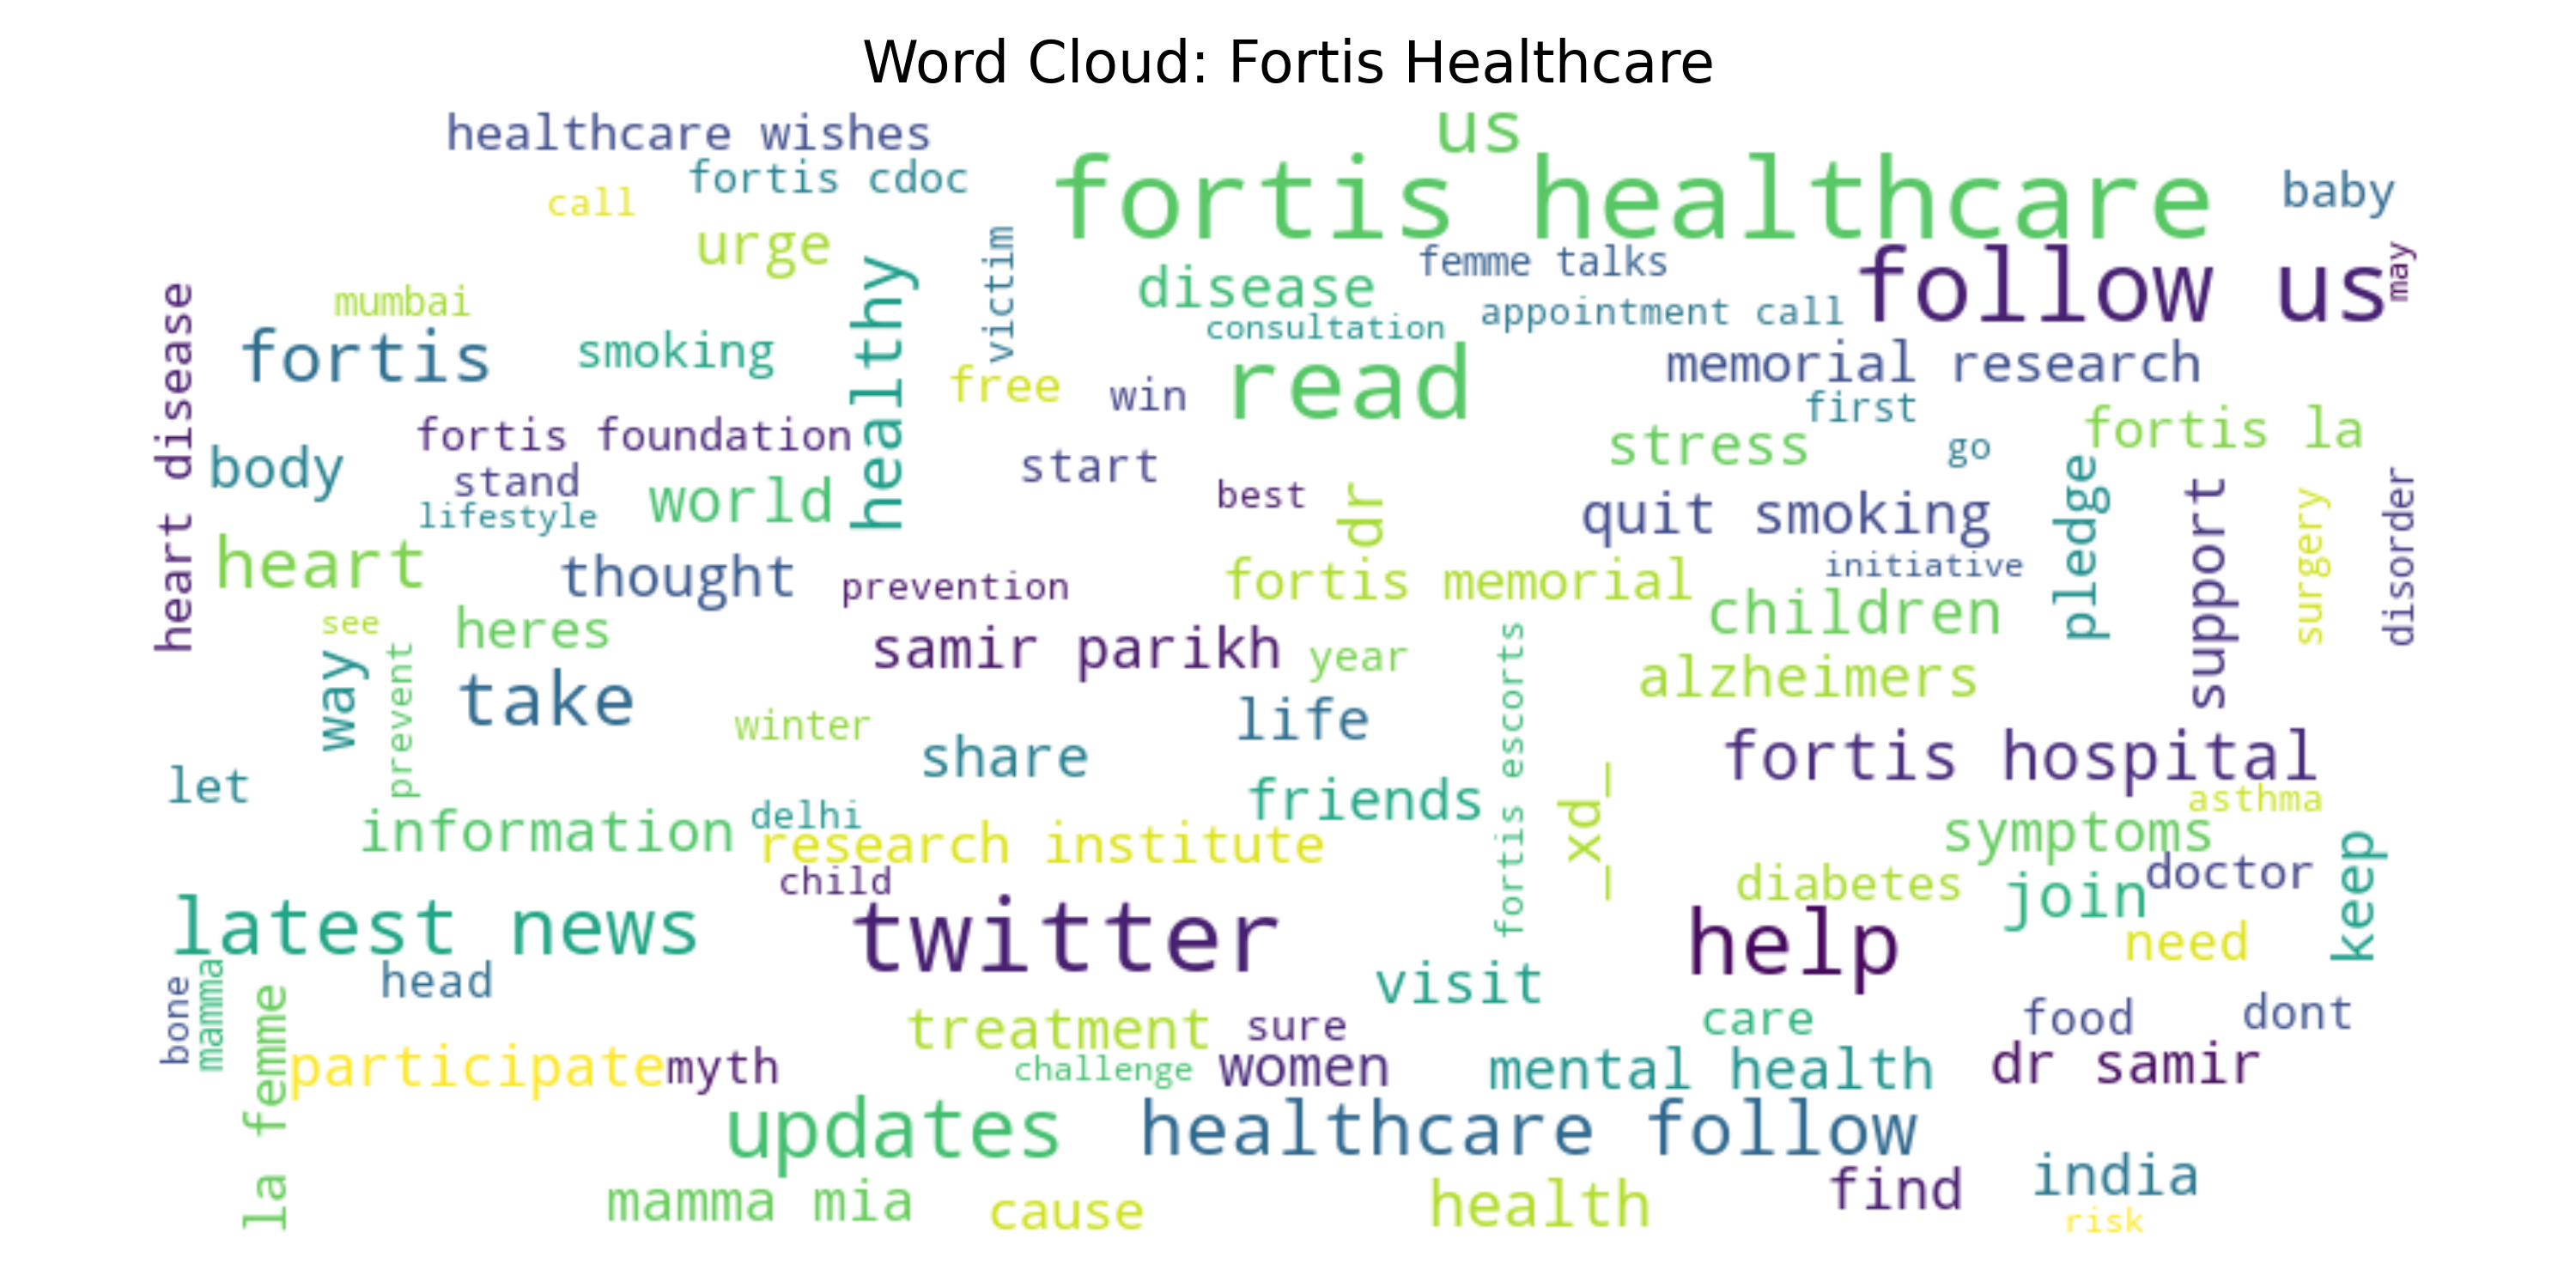 Word Cloud: Fortis Healthcare
healthcare wishes
us
fortis cdoc
call
fortis healthcare
baby
urge
victim
healthy
femme talks
follow us
may
disease
mumbai
consultation
appointment call
heart disease
fortis
smoking
free
win
read
memorial research
first
fortis foundation
stress
go
fortis la
body
stand
start
lifestyle
world
best
dr
quit smoking
pledge
support
surgery
disorder
heart
thought
prevention
fortis memorial
initiative
children
see
heres
samir parikh
year
fortis escorts
alzheimers
way
prevent
take
winter
share
life
fortis hospital
let
friends
_xd_
asthma
information
delhi
research institute
symptoms
child
diabetes
join
doctor
keep
latest news
twitter
help
need
bone
mamma
head
visit
la femme
treatment
sure
care
food
dont
participate
myth
challenge
women
mental health
dr samir
updates
healthcare follow
mamma mia
cause
health
find
india
risk